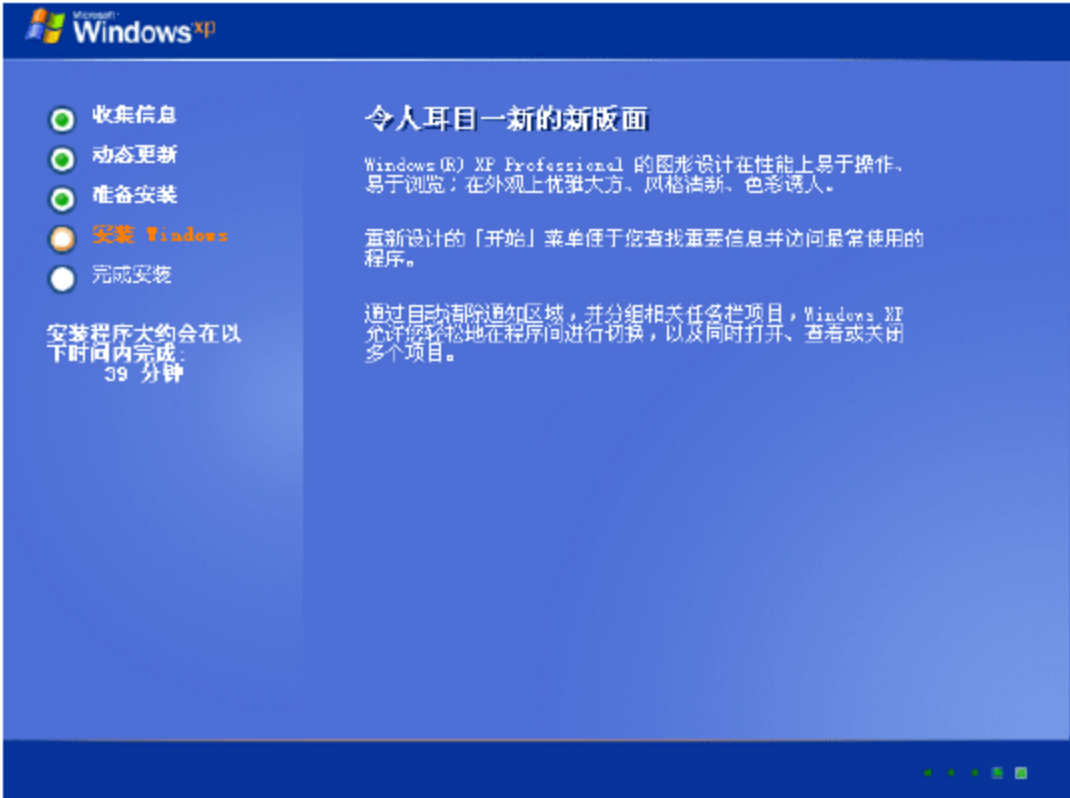 Microsoft
Windows xp
收集信息
动态更新
准备安装
安装 Windows
完成安装
安装程序大约会在以
下时间内完成:
39 分钟
令人耳目一新的新版面
Windows(R) XP Professional 的图形设计在性能上易于操作、
易于浏览；在外观上优雅大方、风格清新、色彩诱人。
重新设计的「开始」菜单便于您查找重要信息并访问最常使用的
程序。
通过自动清除通知区域，并分组相关任务栏项目，Windows XP
允许您轻松地在程序间进行切换，以及同时打开、查看或关闭
多个项目。